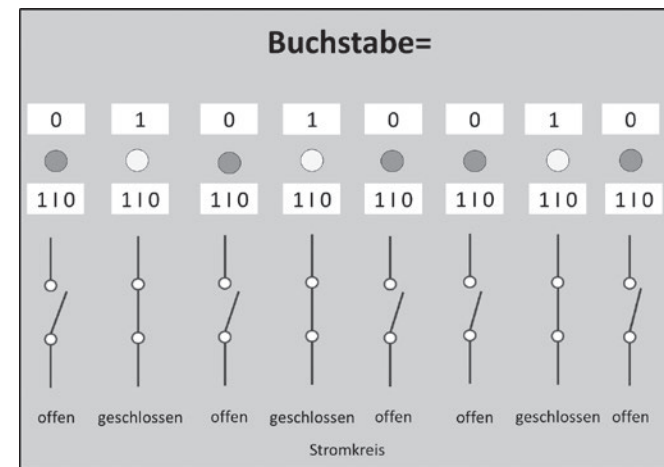 Buchstabe=
0 1 0 1 0 0 1 0
1 I 0 1 I 0 1 I 0 1 I 0 1 I 0 1 I 0 1 I 0 1 I 0
offen geschlossen offen geschlossen offen offen geschlossen offen
Stromkreis